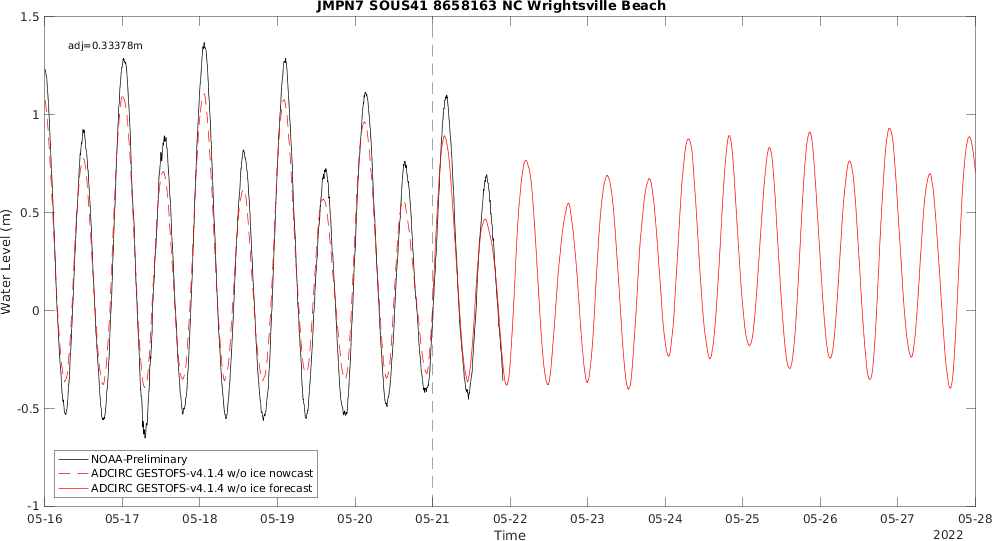 JMPN7 SOUS41 8658163 NC Wrightsville Beach
adj=0.33378m
1.5
1
0.5
0
-0.5
-1
Water Level (m)
NOAA-Preliminary
ADCIRC GESTOFS-v4.1.4 w/o ice nowcast
ADCIRC GESTOFS-v4.1.4 w/o ice forecast
05-16 05-17 05-18 05-19 05-20 05-21 05-22 05-23 05-24 05-25 05-26 05-27 05-28
Time
2022